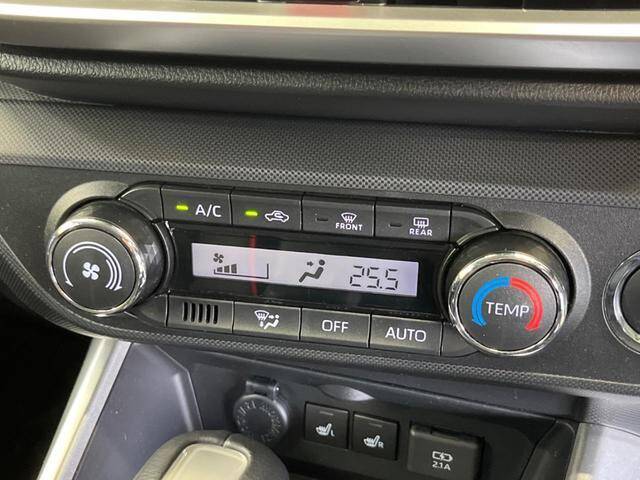 A/C
FRONT
REAR
25.5
TEMP
OFF
AUTO
L
R
2.1A